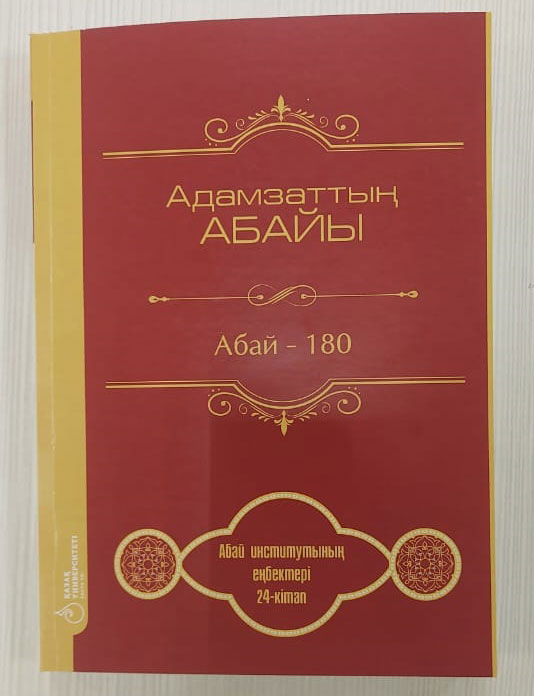 Адамзаттың
АБАЙЫ
Абай – 180
Абай институтының
еңбектері
24-кітап
ҚАЗАҚ
УНИВЕРСИТЕТІ